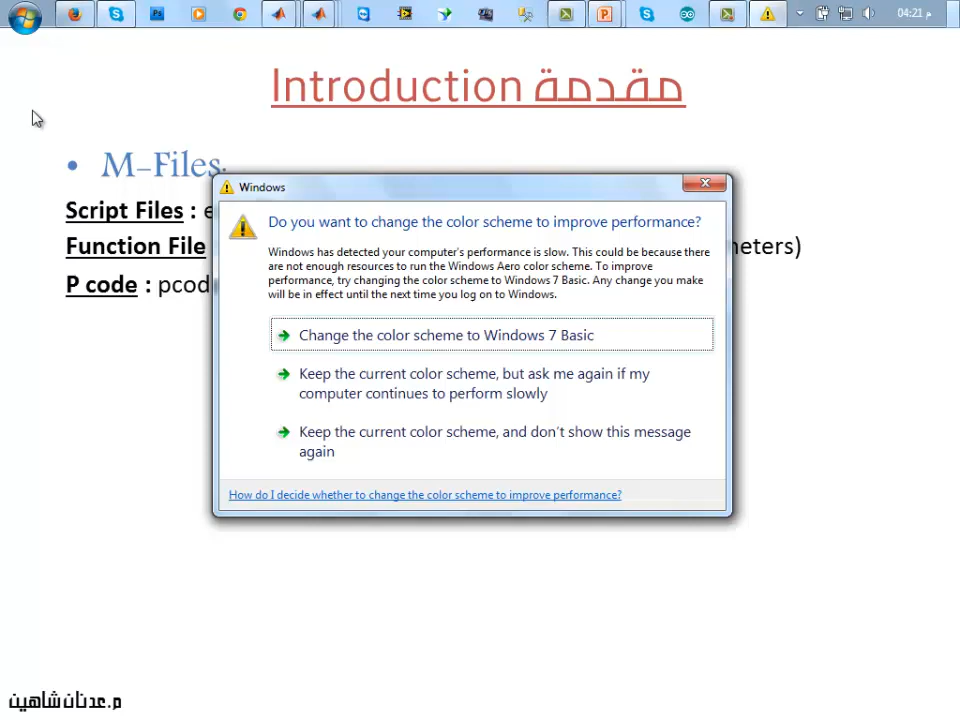 04:21 م
Introduction مقدمة
• M-Files:
Script Files :
Function File
meters)
P code : pcod
Windows
Do you want to change the color scheme to improve performance?
Windows has detected your computer's performance is slow. This could be because there
are not enough resources to run the Windows Aero color scheme. To improve
performance, try changing the color scheme to Windows 7 Basic. Any change you make
will be in effect until the next time you log on to Windows.
Change the color scheme to Windows 7 Basic
Keep the current color scheme, but ask me again if my
computer continues to perform slowly
Keep the current color scheme, and don't show this message
again
How do I decide whether to change the color scheme to improve performance?
م.عدنان شاهين